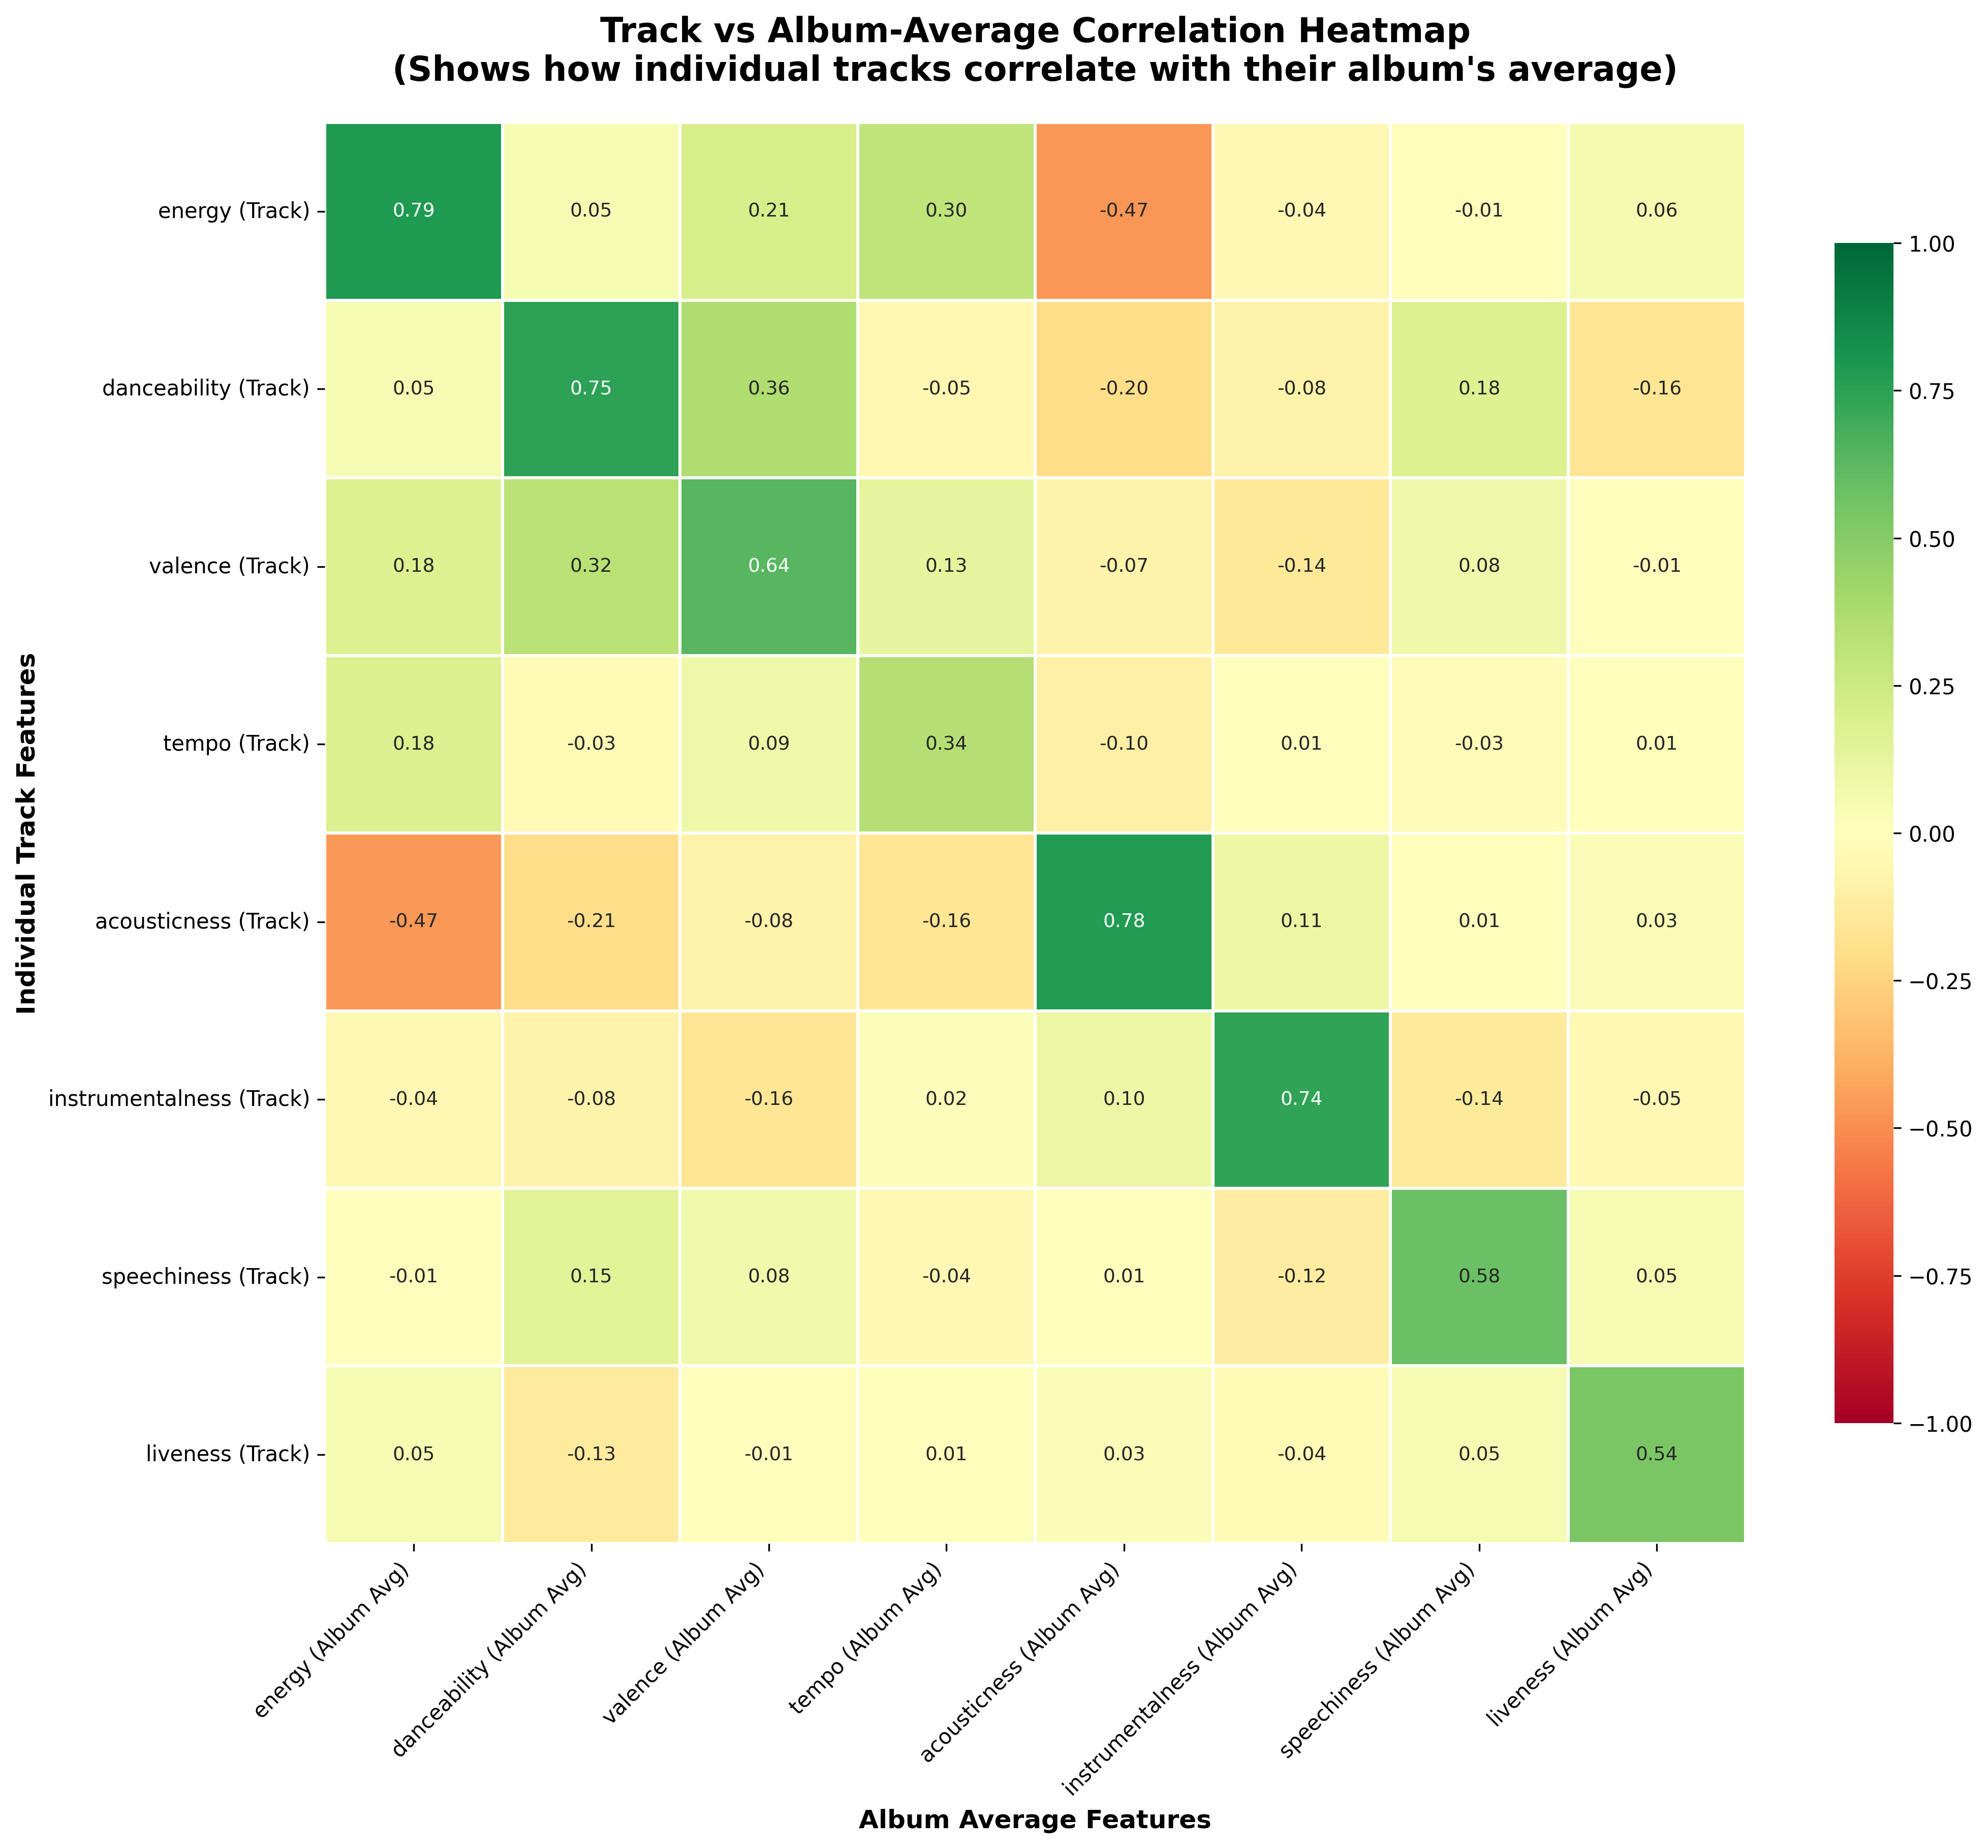 Track vs Album-Average Correlation Heatmap
(Shows how individual tracks correlate with their album's average)
Individual Track Features
energy (Track) 0.79 0.05 0.21 0.30 -0.47 -0.04 -0.01 0.06
danceability (Track) 0.05 0.75 0.36 -0.05 -0.20 -0.08 0.18 -0.16
valence (Track) 0.18 0.32 0.64 0.13 -0.07 -0.14 0.08 -0.01
tempo (Track) 0.18 -0.03 0.09 0.34 -0.10 0.01 -0.03 0.01
acousticness (Track) -0.47 -0.21 -0.08 -0.16 0.78 0.11 0.01 0.03
instrumentalness (Track) -0.04 -0.08 -0.16 0.02 0.10 0.74 -0.14 -0.05
speechiness (Track) -0.01 0.15 0.08 -0.04 0.01 -0.12 0.58 0.05
liveness (Track) 0.05 -0.13 -0.01 0.01 0.03 -0.04 0.05 0.54
energy (Album Avg)
danceability (Album Avg)
valence (Album Avg)
tempo (Album Avg)
acousticness (Album Avg)
instrumentalness (Album Avg)
speechiness (Album Avg)
liveness (Album Avg)
Album Average Features
1.00
0.75
0.50
0.25
0.00
−0.25
−0.50
−0.75
−1.00